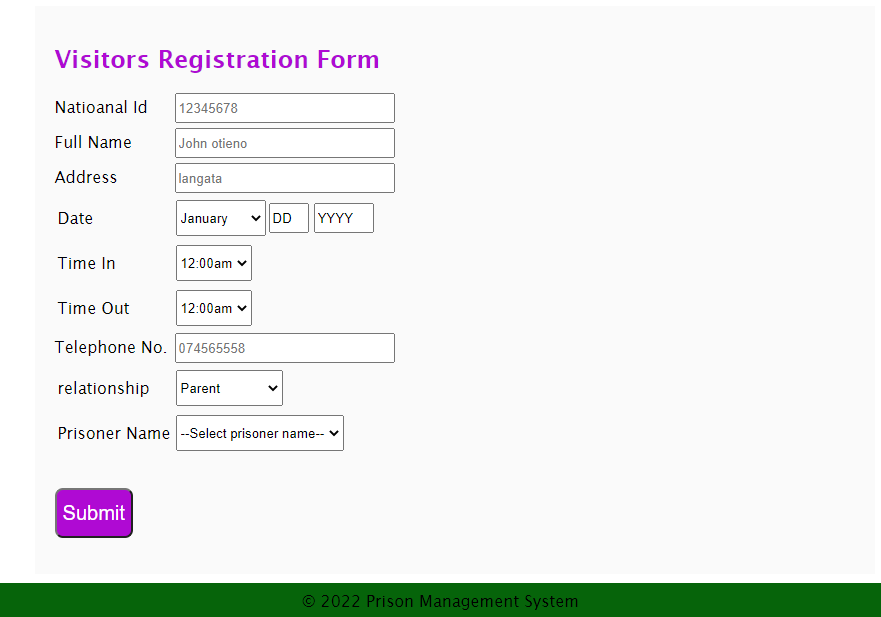 Visitors Registration Form
Natioanal Id 12345678
Full Name John otieno
Address langata
Date January DD YYYY
Time In 12:00am
Time Out 12:00am
Telephone No. 074565558
relationship Parent
Prisoner Name --Select prisoner name--
Submit
© 2022 Prison Management System